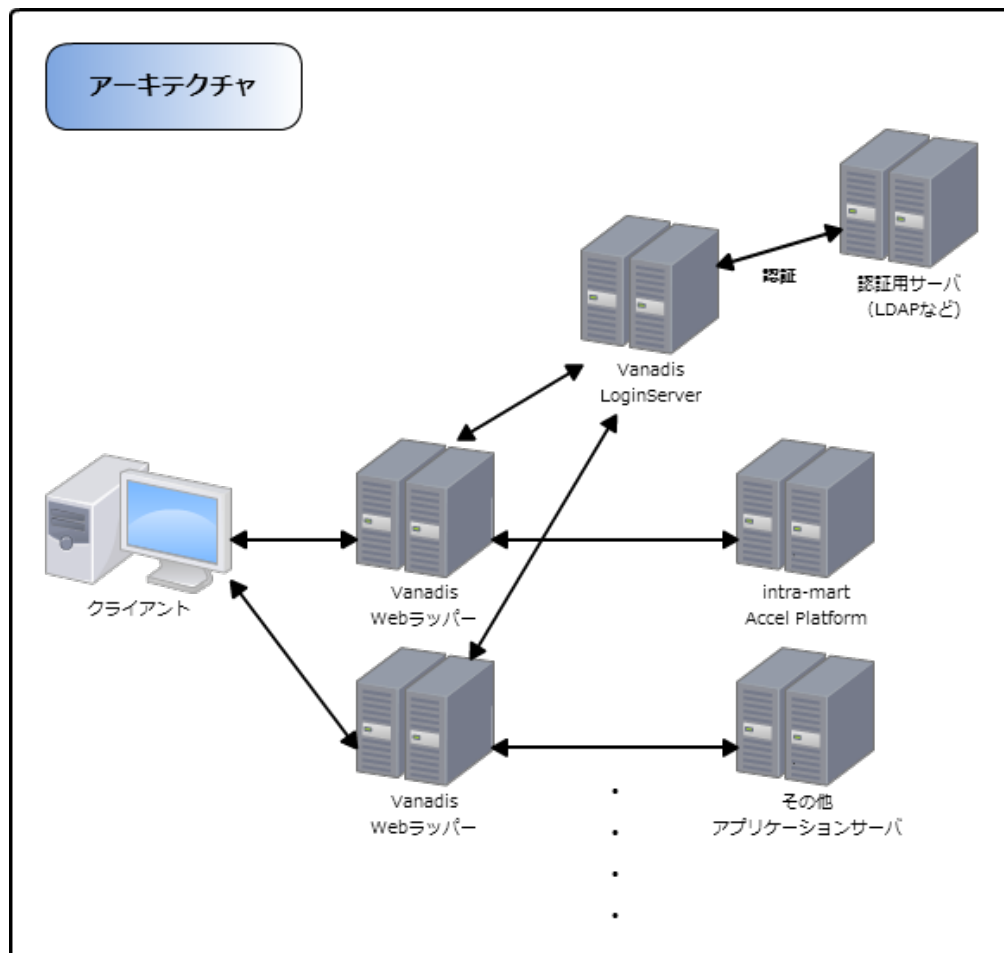 アーキテクチャ
認証
認証用サーバ
(LDAPなど)
Vanadis
LoginServer
クライアント
Vanadis
Webラッパー
intra-mart
Accel Platform
Vanadis
Webラッパー
その他
アプリケーションサーバ